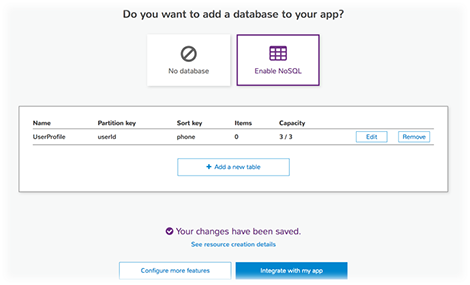 Do you want to add a database to your app?
No database
Enable NoSQL
Name Partition key Sort key Items Capacity
UserProfile userId phone 0 3 / 3 Edit Remove
+ Add a new table
Your changes have been saved.
See resource creation details
Configure more features
Integrate with my app